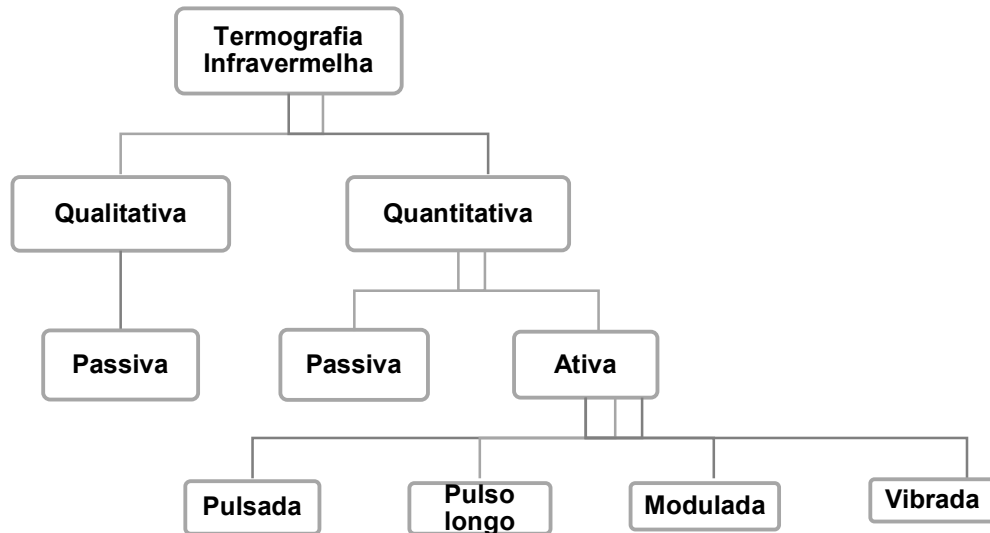 Termografia
Infravermelha
Qualitativa
Quantitativa
Passiva
Passiva
Ativa
Pulsada
Pulso
longo
Modulada
Vibrada